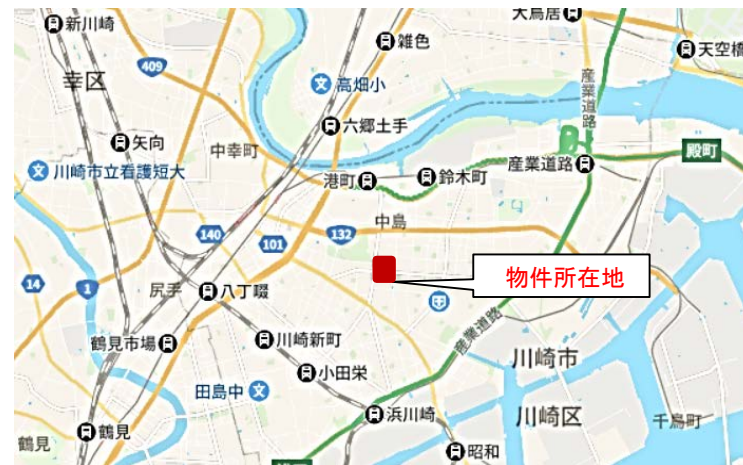 新川崎
大鳥居
雑色
天空橋
409
幸区
高畑小
産業道路
六郷土手
矢向
中幸町
殿町
川崎市立看護短大
港町
鈴木町
産業道路
中島
140
132
101
物件所在地
14
1
尻手
八丁畷
産業道路
鶴見市場
川崎新町
川崎市
小田栄
田島中
浜川崎
川崎区
千鳥町
鶴見
鶴見
昭和